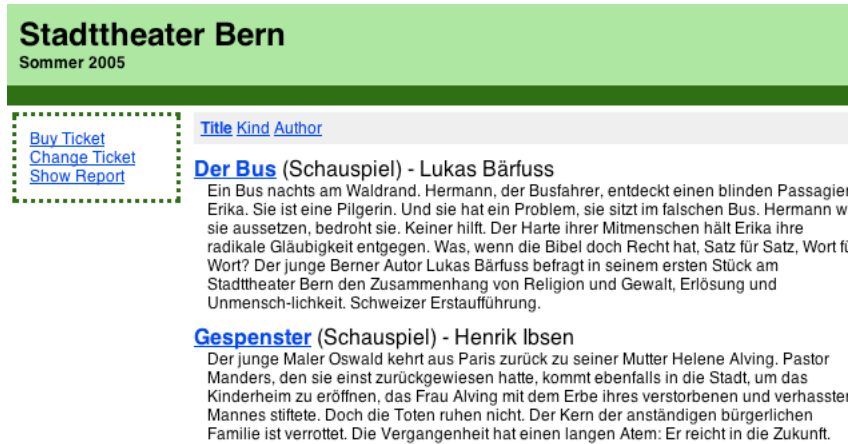 Stadttheater Bern
Sommer 2005
Buy Ticket
Change Ticket
Show Report
Title Kind Author
Der Bus (Schauspiel) - Lukas Bärfuss
Ein Bus nachts am Waldrand. Hermann, der Busfahrer, entdeckt einen blinden Passagier
Erika. Sie ist eine Pilgerin. Und sie hat ein Problem, sie sitzt im falschen Bus. Hermann
sie aussetzen, bedroht sie. Keiner hilft. Der Harte ihrer Mitmenschen hält Erika ihre
radikale Gläubigkeit entgegen. Was, wenn die Bibel doch Recht hat, Satz für Satz, Wort
Wort? Der junge Berner Autor Lukas Bärfuss befragt in seinem ersten Stück am
Stadttheater Bern den Zusammenhang von Religion und Gewalt, Erlösung und
Unmensch-lichkeit. Schweizer Erstaufführung.
Gespenster (Schauspiel) - Henrik Ibsen
Der junge Maler Oswald kehrt aus Paris zurück zu seiner Mutter Helene Alving. Pastor
Manders, den sie einst zurückgewiesen hatte, kommt ebenfalls in die Stadt, um das
Kinderheim zu eröffnen, das Frau Alving mit dem Erbe ihres verstorbenen und verhasster
Mannes stiftete. Doch die Toten ruhen nicht. Der Kern der anständigen bürgerlichen
Familie ist verrottet. Die Vergangenheit hat einen langen Atem: Er reicht in die Zukunft.